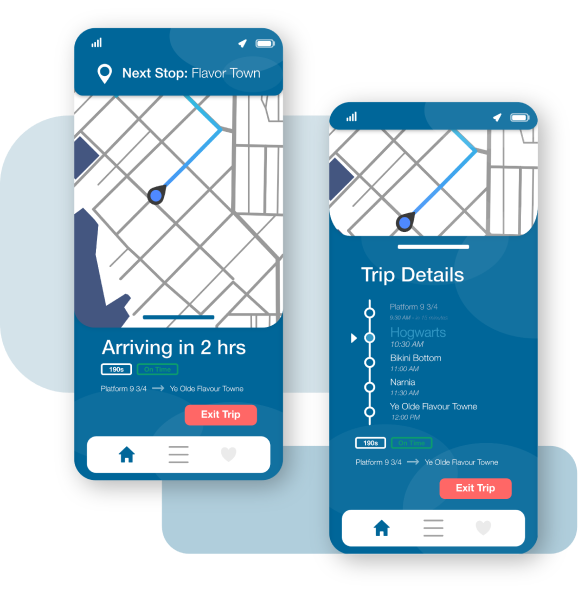 Next Stop: Flavor Town
Arriving in 2 hrs
190s
On Time
Platform 9 3/4
Ye Olde Flavour Towne
Exit Trip
Trip Details
Platform 9 3/4
9:30 AM - in 15 minutes
Hogwarts
10:30 AM
Bikini Bottom
11:00 AM
Narnia
11:30 AM
Ye Olde Flavour Towne
12:00 PM
190s
On Time
Platform 9 3/4
Ye Olde Flavour Towne
Exit Trip